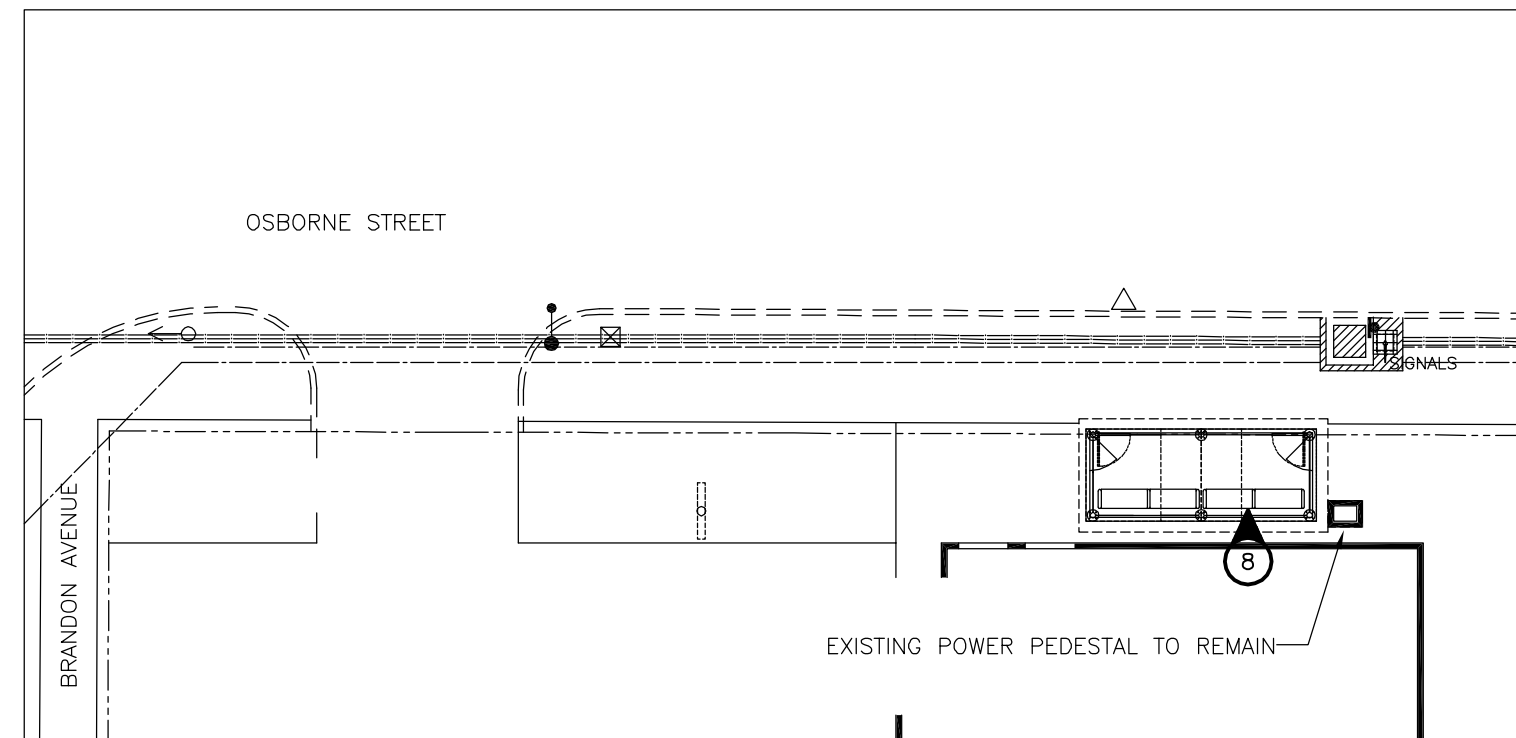 OSBORNE STREET
SIGNALS
BRANDON AVENUE
8
EXISTING POWER PEDESTAL TO REMAIN